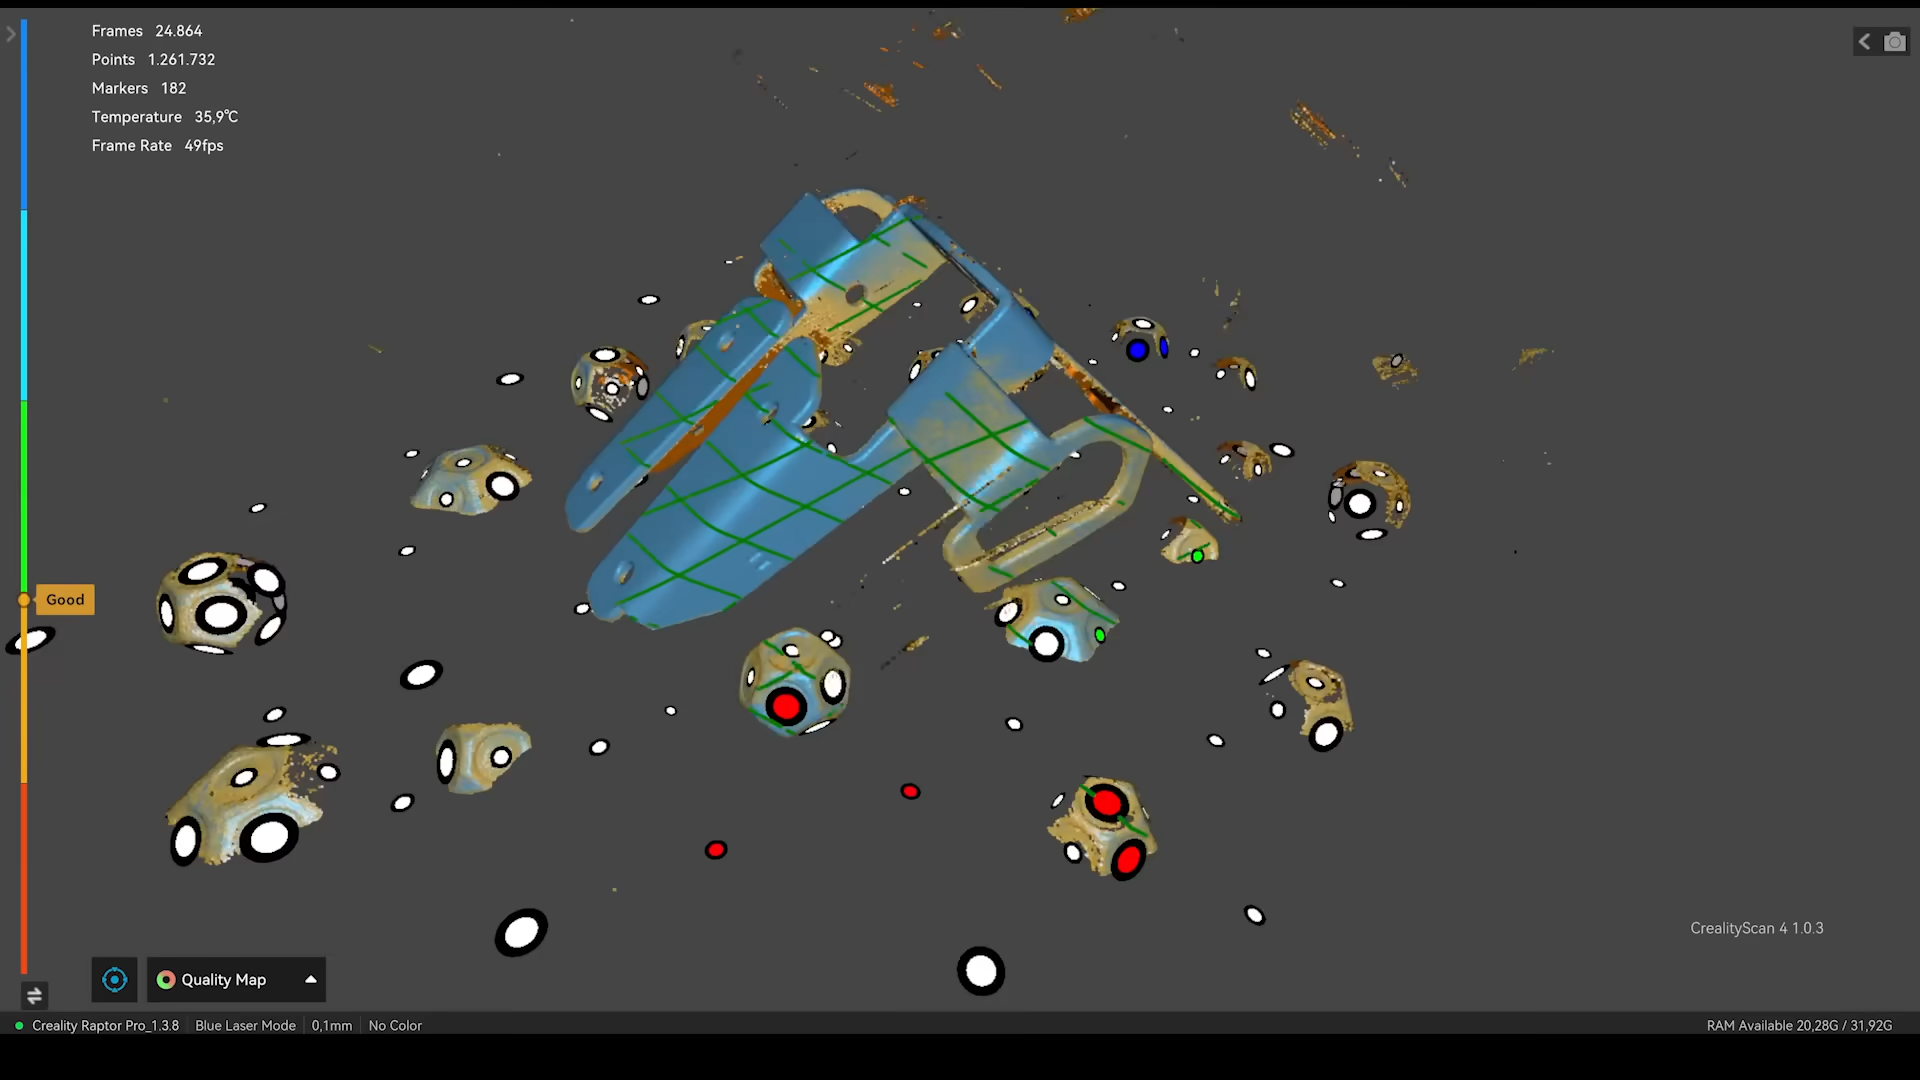 Frames 24.864
Points 1.261.732
Markers 182
Temperature 35,9℃
Frame Rate 49fps
Good
CrealityScan 4 1.0.3
Quality Map
Creality Raptor Pro_1.3.8 Blue Laser Mode 0,1mm No Color RAM Available 20,28G / 31,92G